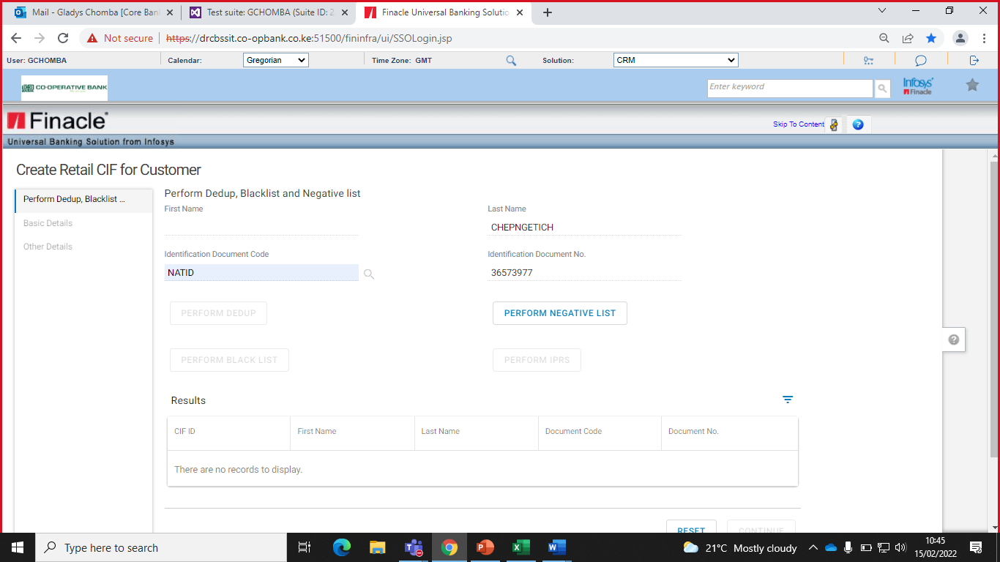 Mail - Gladys Chomba [Core Ban
Test suite: GCHOMBA (Suite ID: 2
Finacle Universal Banking Solutio
Not secure https://drcbssit.co-opbank.co.ke:51500/fininfra/ui/SSOLogin.jsp
User: GCHOMBA Calendar: Gregorian Time Zone: GMT Solution: CRM
CO-OPERATIVE BANK Enter keyword Infosys Finacle
Finacle
Skip To Content
Universal Banking Solution from Infosys
Create Retail CIF for Customer
Perform Dedup, Blacklist ...
Basic Details
Other Details
Perform Dedup, Blacklist and Negative list
First Name Last Name
CHEPNGETICH
Identification Document Code Identification Document No.
NATID 36573977
PERFORM DEDUP PERFORM NEGATIVE LIST
PERFORM BLACK LIST PERFORM IPRS
Results
CIF ID First Name Last Name Document Code Document No.
There are no records to display.
RESET CONTINUE
Type here to search
21°C Mostly cloudy
10:45
15/02/2022